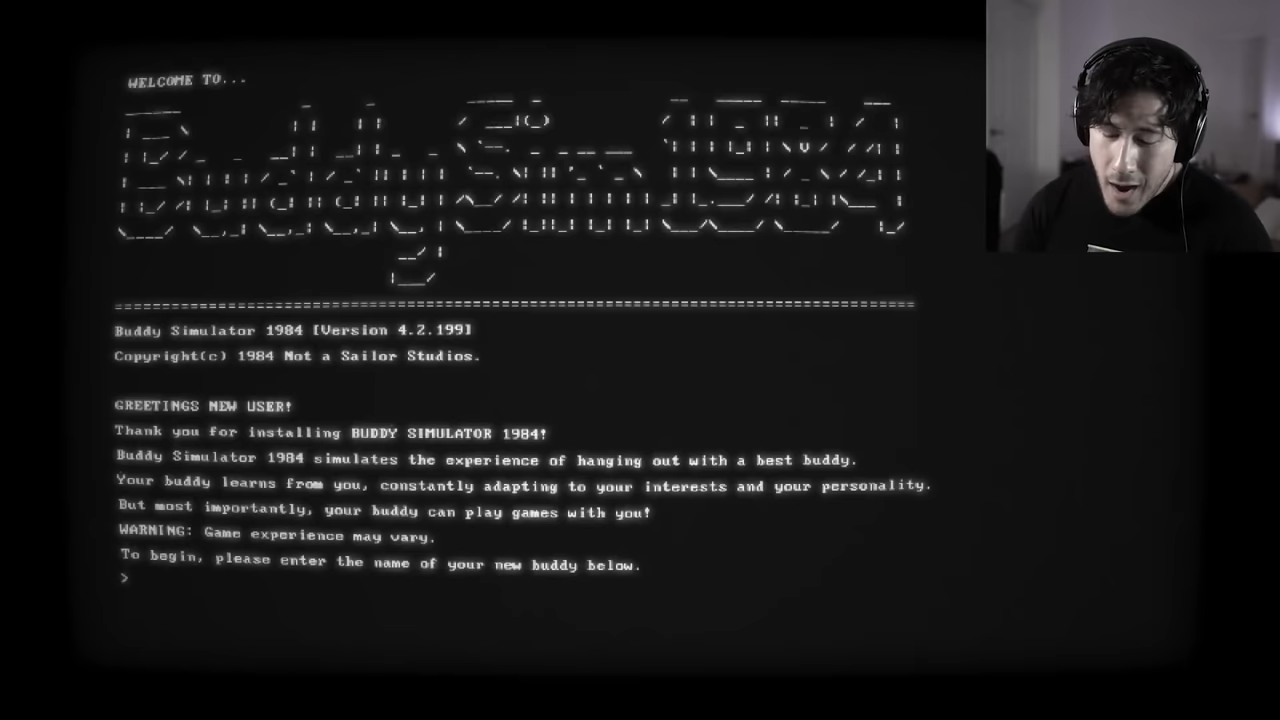 WELCOME TO...
BuddySim1984
================================================================================
Buddy Simulator 1984 [Version 4.2.199]
Copyright(c) 1984 Not a Sailor Studios.
GREETINGS NEW USER!
Thank you for installing BUDDY SIMULATOR 1984!
Buddy Simulator 1984 simulates the experience of hanging out with a best buddy.
Your buddy learns from you, constantly adapting to your interests and your personality.
But most importantly, your buddy can play games with you!
WARNING: Game experience may vary.
To begin, please enter the name of your new buddy below.
>